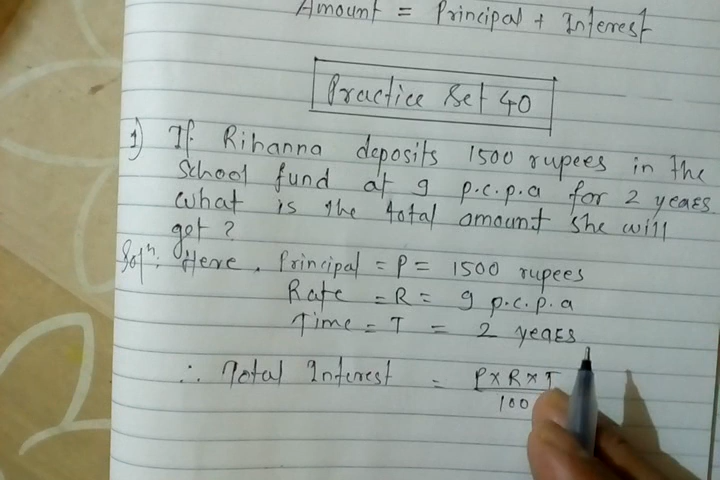 Amount = Principal + Interest
Practice Set 40
1) If Rihanna deposits 1500 rupees in the
School fund at 9 p.c.p.a for 2 years
what is the total amount she will
get ?
Solⁿ: Here, Principal = P = 1500 rupees
Rate = R = 9 p.c.p.a
Time = T = 2 years
∴ Total Interest = P×R×T
100